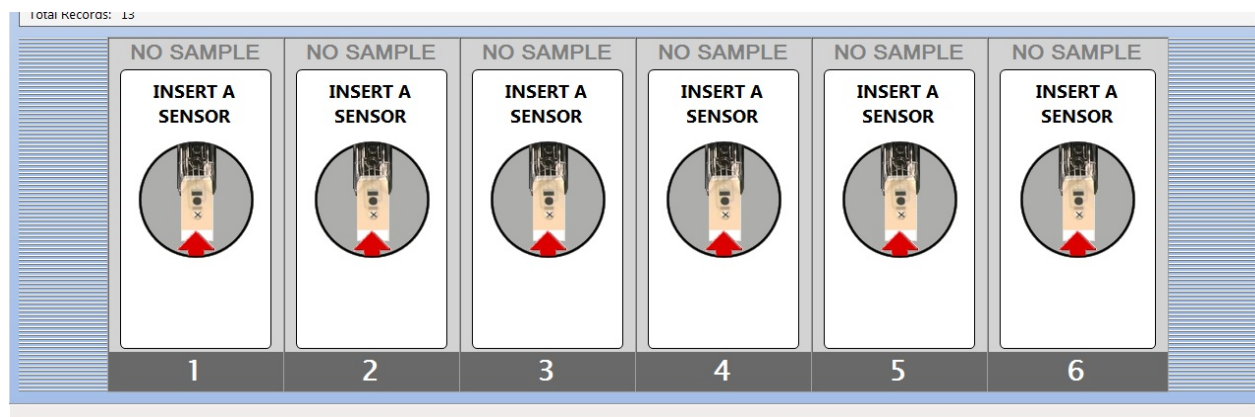 Total Records: 13
NO SAMPLE NO SAMPLE NO SAMPLE NO SAMPLE NO SAMPLE NO SAMPLE
INSERT A INSERT A INSERT A INSERT A INSERT A INSERT A
SENSOR SENSOR SENSOR SENSOR SENSOR SENSOR
1 2 3 4 5 6